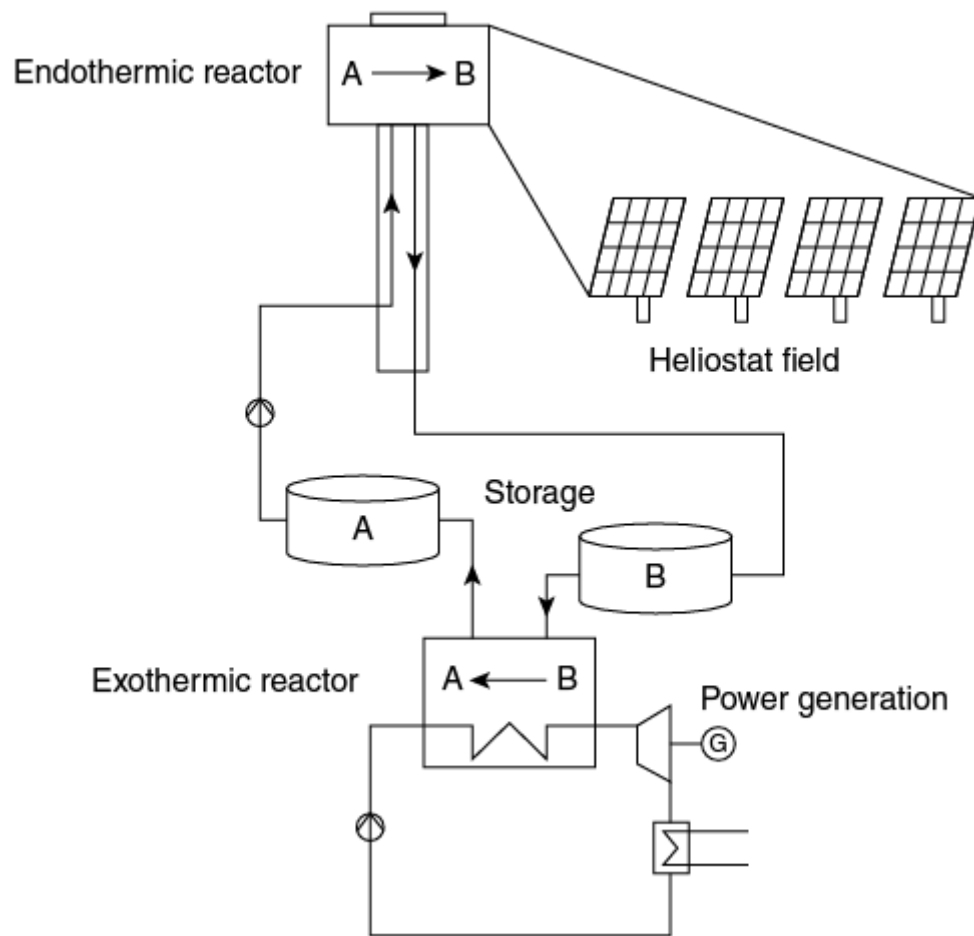 Endothermic reactor
A B
Heliostat field
Storage
A
B
Exothermic reactor
A B
Power generation
G